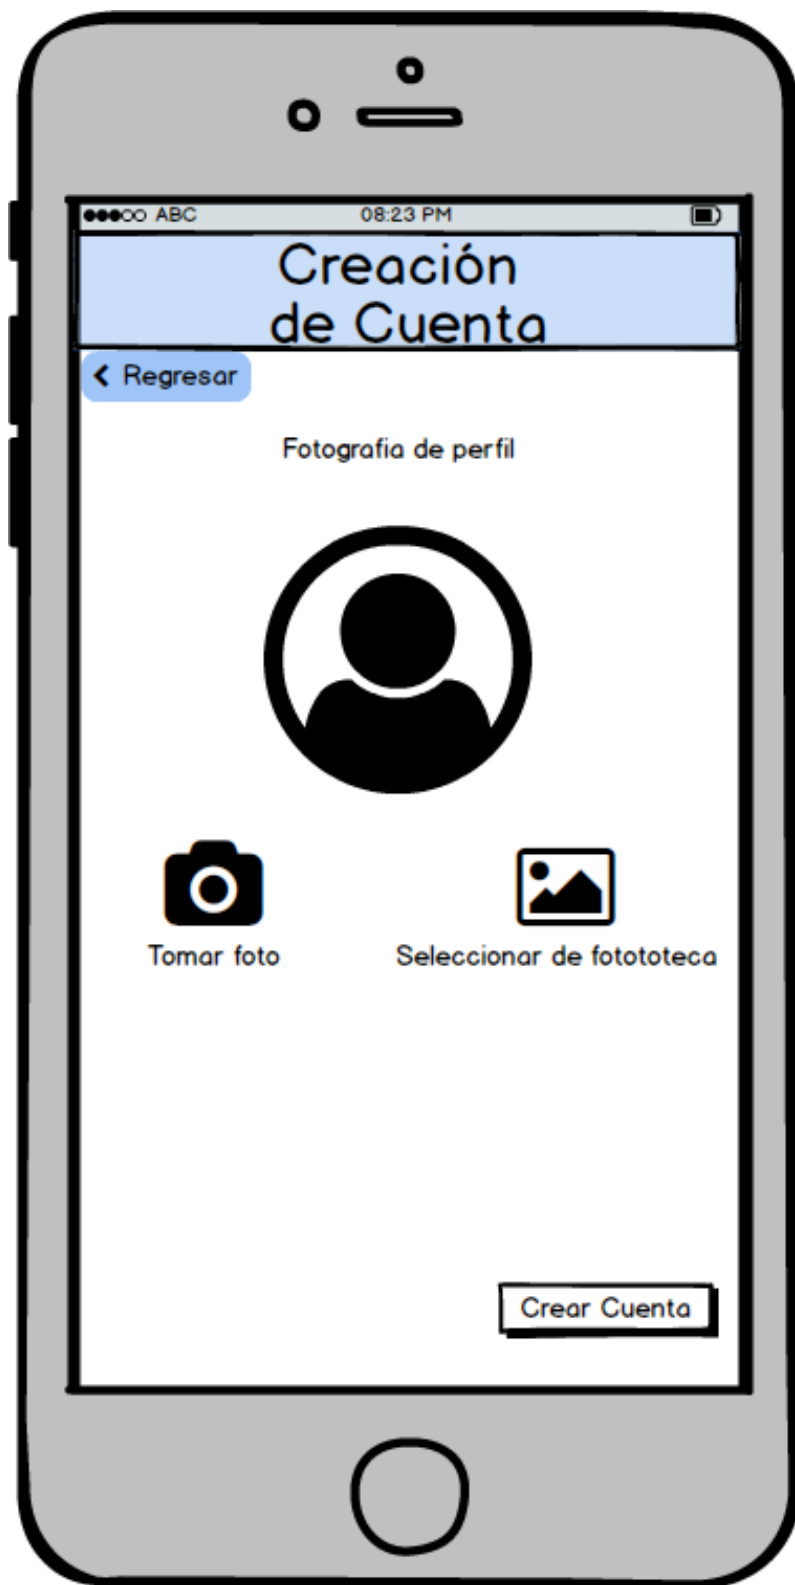 ABC 08:23 PM
Creación
de Cuenta
Regresar
Fotografia de perfil
Tomar foto
Seleccionar de fotototeca
Crear Cuenta